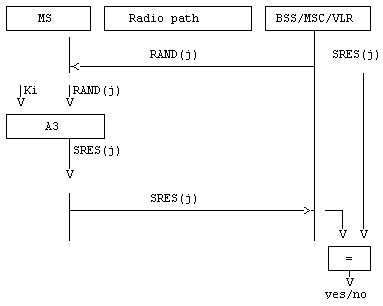 MS Radio path BSS/MSC/VLR
RAND(j) SRES(j)
Ki RAND(j)
A3
SRES(j)
SRES(j)
=
yes/no